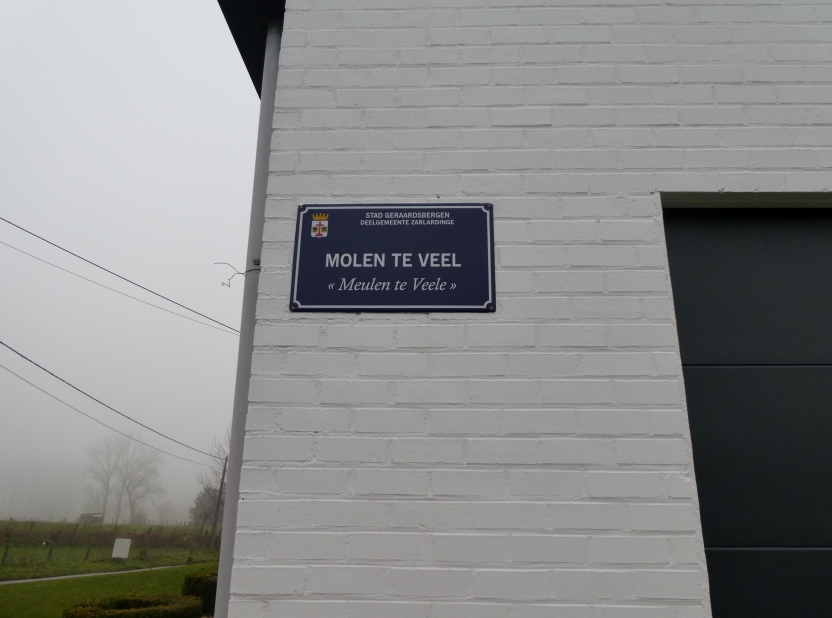 STAD GERAARDSBERGEN
DEELGEMEENTE ZARLARDINGE
MOLEN TE VEEL
« Meulen te Veele »